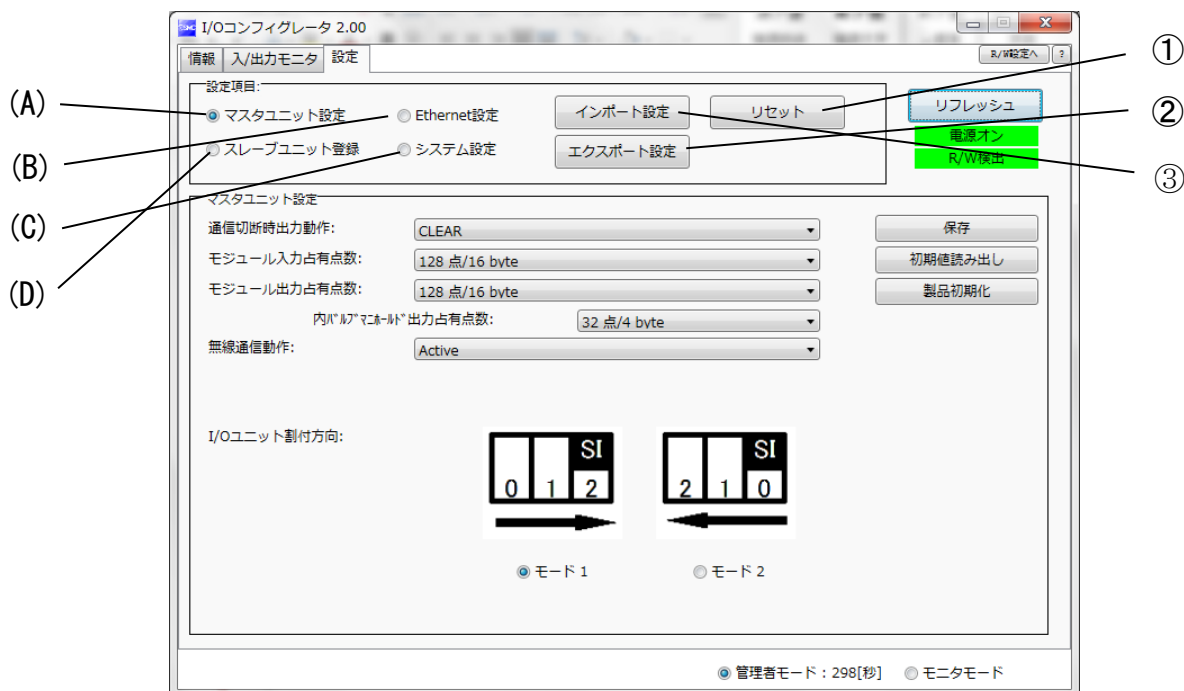 SMC I/Oコンフィグレータ 2.00
情報 入/出力モニタ 設定 R/W設定へ ?
①
設定項目:
(A)
マスタユニット設定 Ethernet設定 インポート設定 リセット リフレッシュ
②
電源オン
(B)
スレーブユニット登録 システム設定 エクスポート設定 R/W検出
③
マスタユニット設定
(C)
通信切断時出力動作: CLEAR 保存
モジュール入力占有点数: 128 点/16 byte 初期値読み出し
(D)
モジュール出力占有点数: 128 点/16 byte 製品初期化
内バルブマニホールド出力占有点数: 32 点/4 byte
無線通信動作: Active
I/Oユニット割付方向:
SI SI
0 1 2 2 1 0
モード 1 モード 2
管理者モード : 298[秒] モニタモード